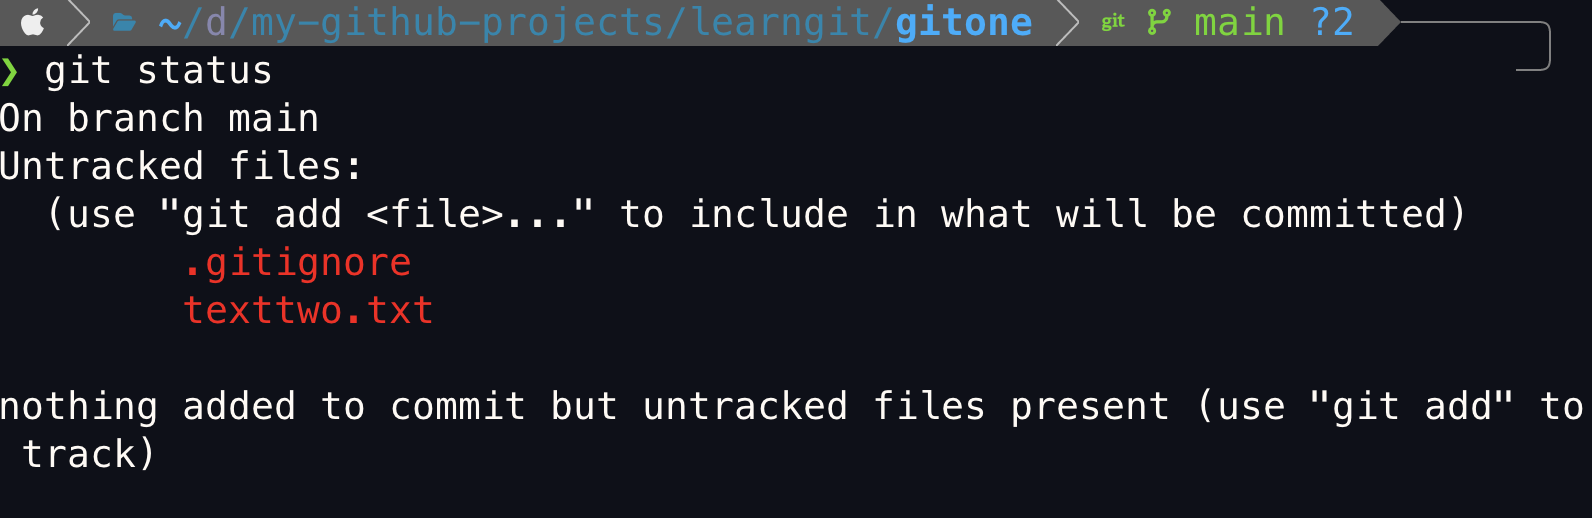 ~/d/my-github-projects/learngit/gitone git main ?2
❯ git status
On branch main
Untracked files:
  (use "git add <file>..." to include in what will be committed)
        .gitignore
        texttwo.txt

nothing added to commit but untracked files present (use "git add" to
 track)